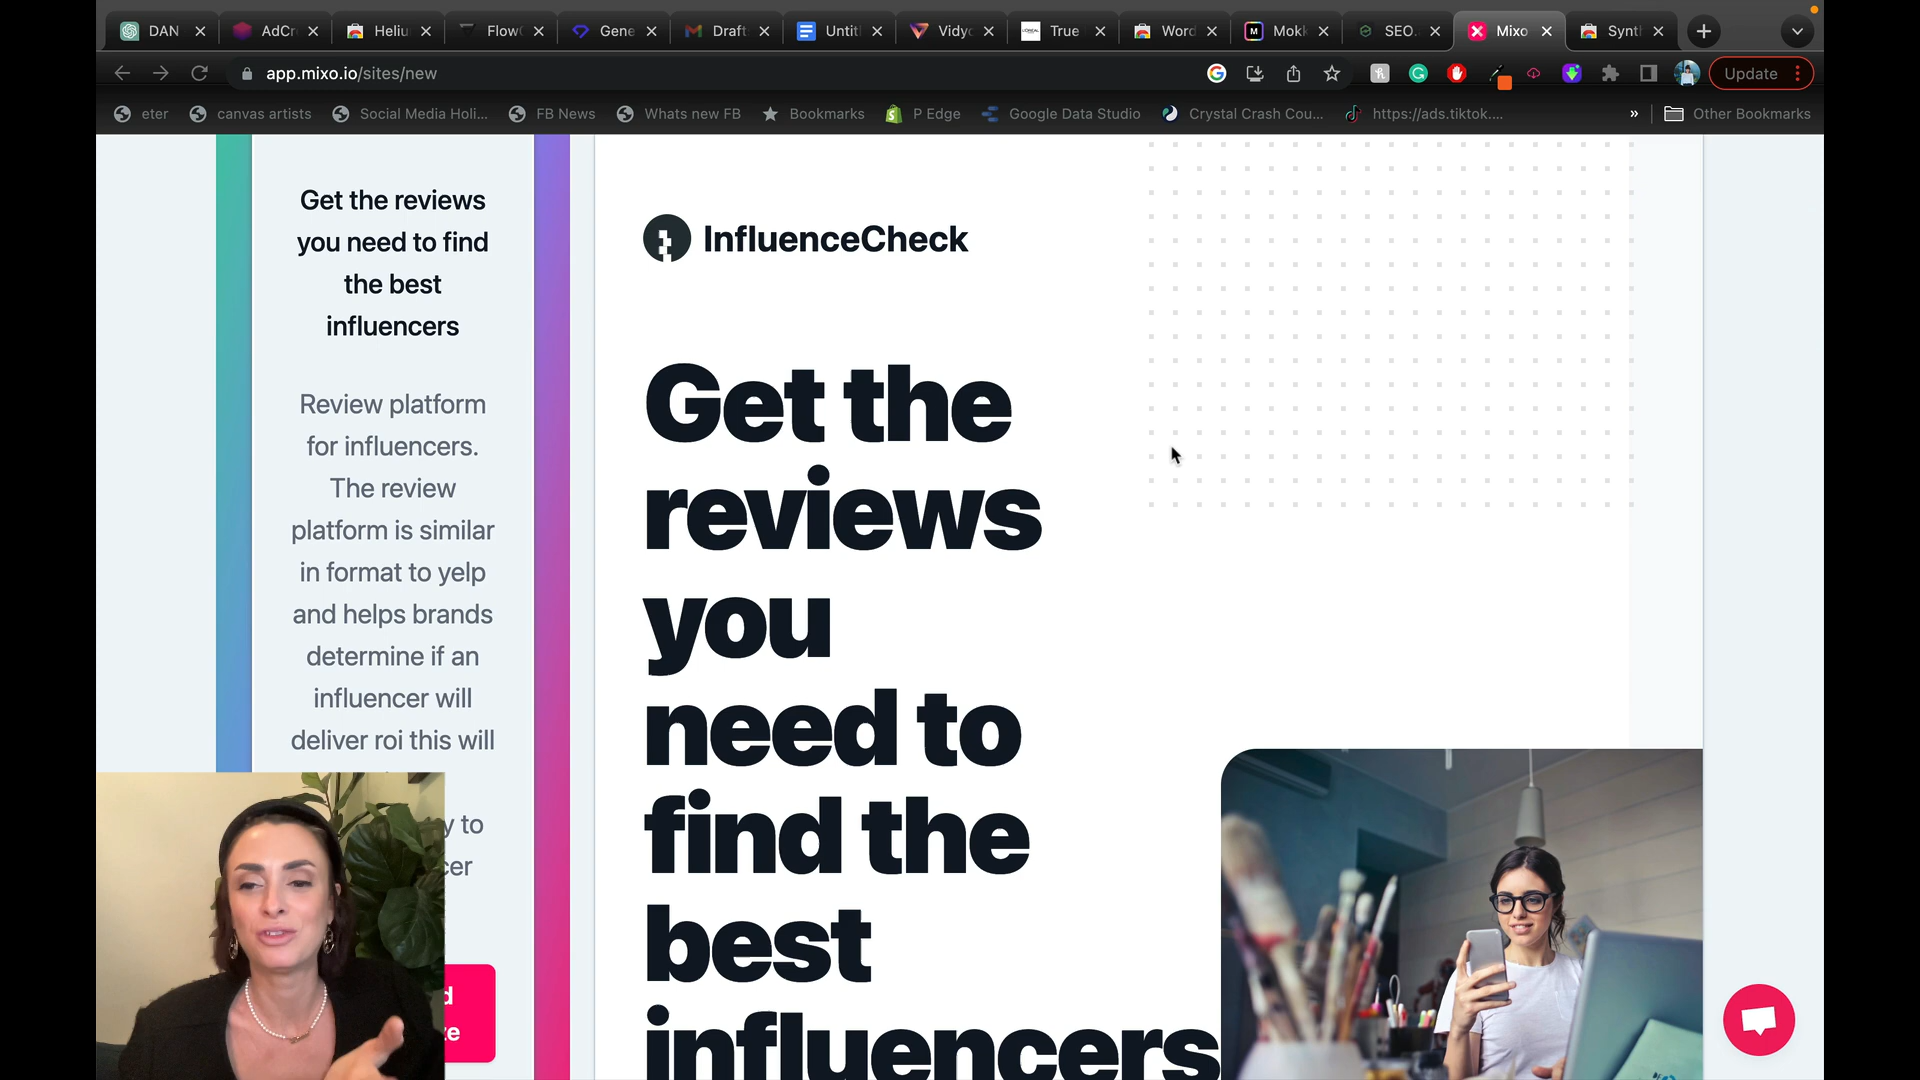 DAN
AdCr
Heliu
Flow
Gene
Draft
Untit
Vidyo
True
Word
Mokk
SEO.
Mixo
Synt
app.mixo.io/sites/new
Update
eter
canvas artists
Social Media Holi...
FB News
Whats new FB
Bookmarks
P Edge
Google Data Studio
Crystal Crash Cou...
https://ads.tiktok....
»
Other Bookmarks
Get the reviews
you need to find
the best
influencers
Review platform
for influencers.
The review
platform is similar
in format to yelp
and helps brands
determine if an
influencer will
deliver roi this will
y to
cer
d
te
InfluenceCheck
Get the
reviews
you
need to
find the
best
influencers